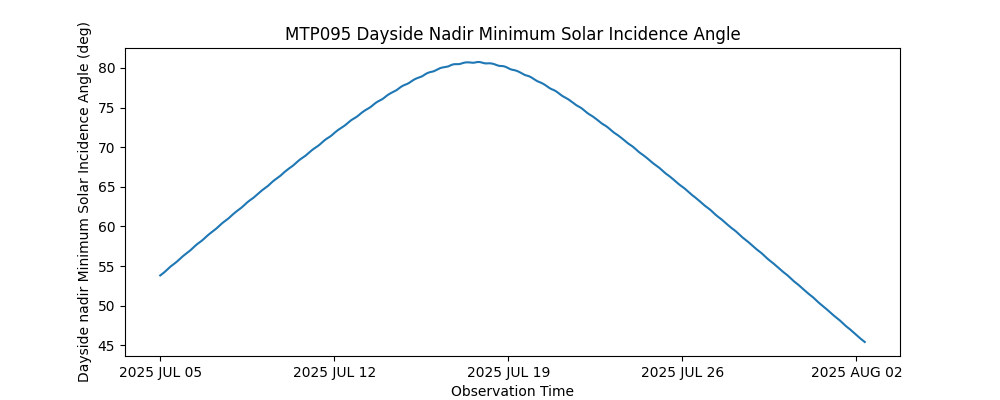 MTP095 Dayside Nadir Minimum Solar Incidence Angle
Dayside nadir Minimum Solar Incidence Angle (deg)
80
75
70
65
60
55
50
45
2025 JUL 05
2025 JUL 12
2025 JUL 19
2025 JUL 26
2025 AUG 02
Observation Time